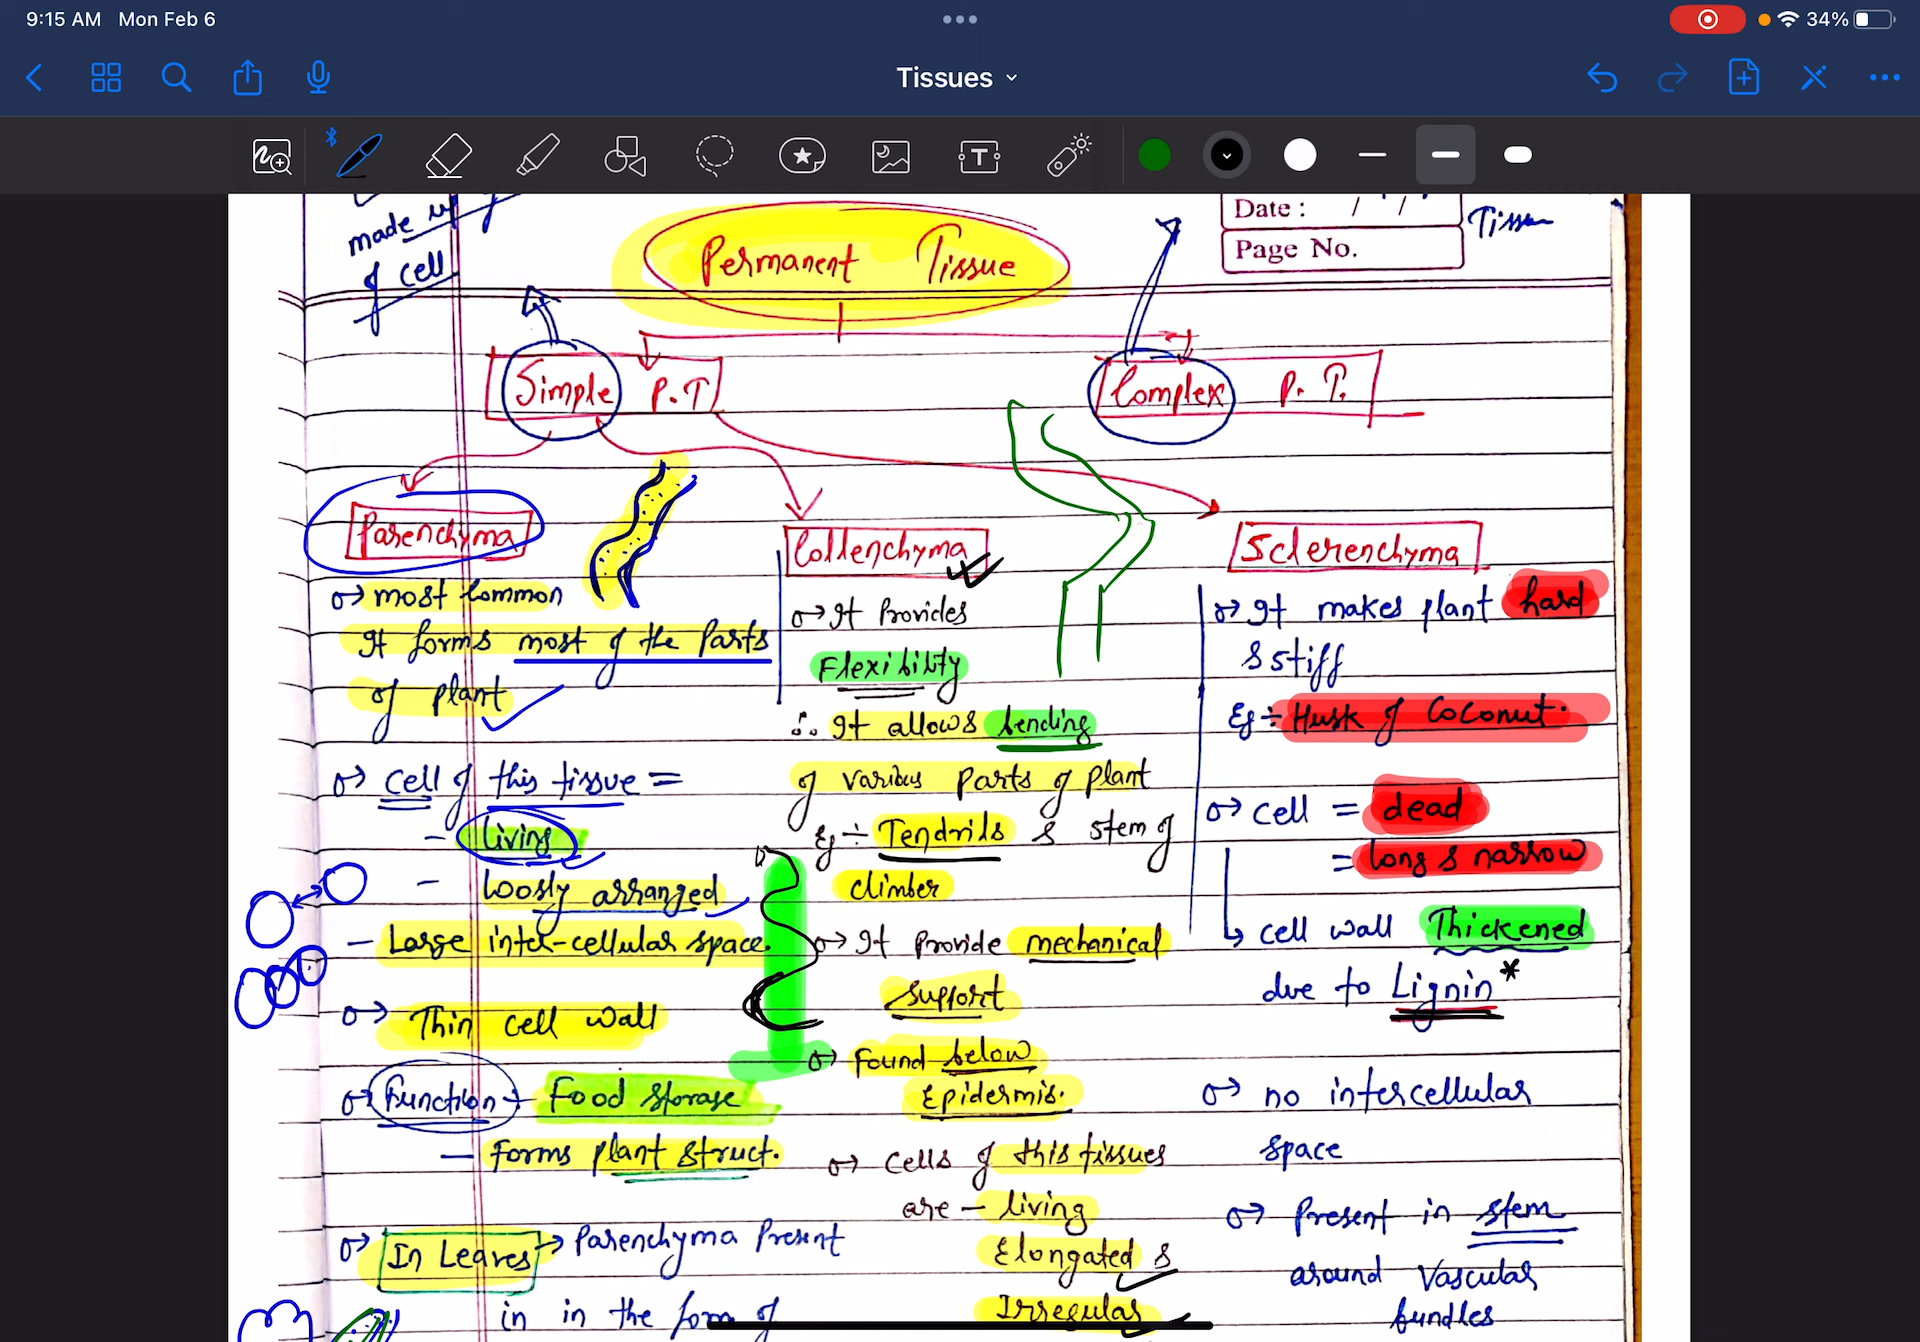 9:15 AM Mon Feb 6
34%
Tissues
made up
of cell
Permanent Tissue
Date : / /
Page No.
Tissue
Simple P.T
Complex P.T.
Parenchyma
Collenchyma
Sclerenchyma
most common
It forms most of the Parts
of plant
cell of this tissue =
- living
- loosly arranged
- Large inter-cellular space.
Thin cell wall
Function - Food storage
- Forms plant struct.
In Leaves → Parenchyma Present
in in the form of
It Provides
Flexibility
∴ It allows bending
of various Parts of plant
Eg ÷ Tendrils & stem of
climber
It Provide mechanical
support
Found below
Epidermis.
Cells of this tissues
are - living
Elongated &
Irregular
It makes plant hard
& stiff
Eg ÷ Husk of Coconut.
cell = dead
= long & narrow
cell wall Thickened
due to Lignin *
no intercellular
space
Present in stem
around Vascular
bundles